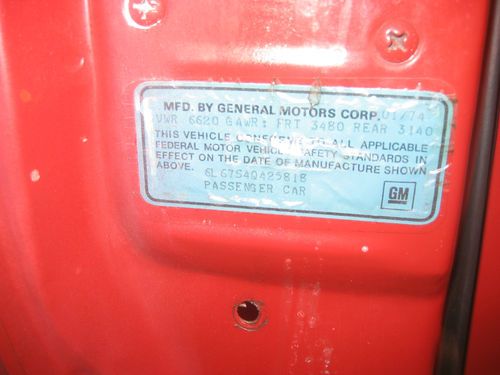 MFD. BY GENERAL MOTORS CORP. 01/74
VWR 6620 GAWR: FRT 3480 REAR 3140
THIS VEHICLE CONFORMS TO ALL APPLICABLE
FEDERAL MOTOR VEHICLE SAFETY STANDARDS IN
EFFECT ON THE DATE OF MANUFACTURE SHOWN
ABOVE.
6L67S4Q425818
PASSENGER CAR
GM